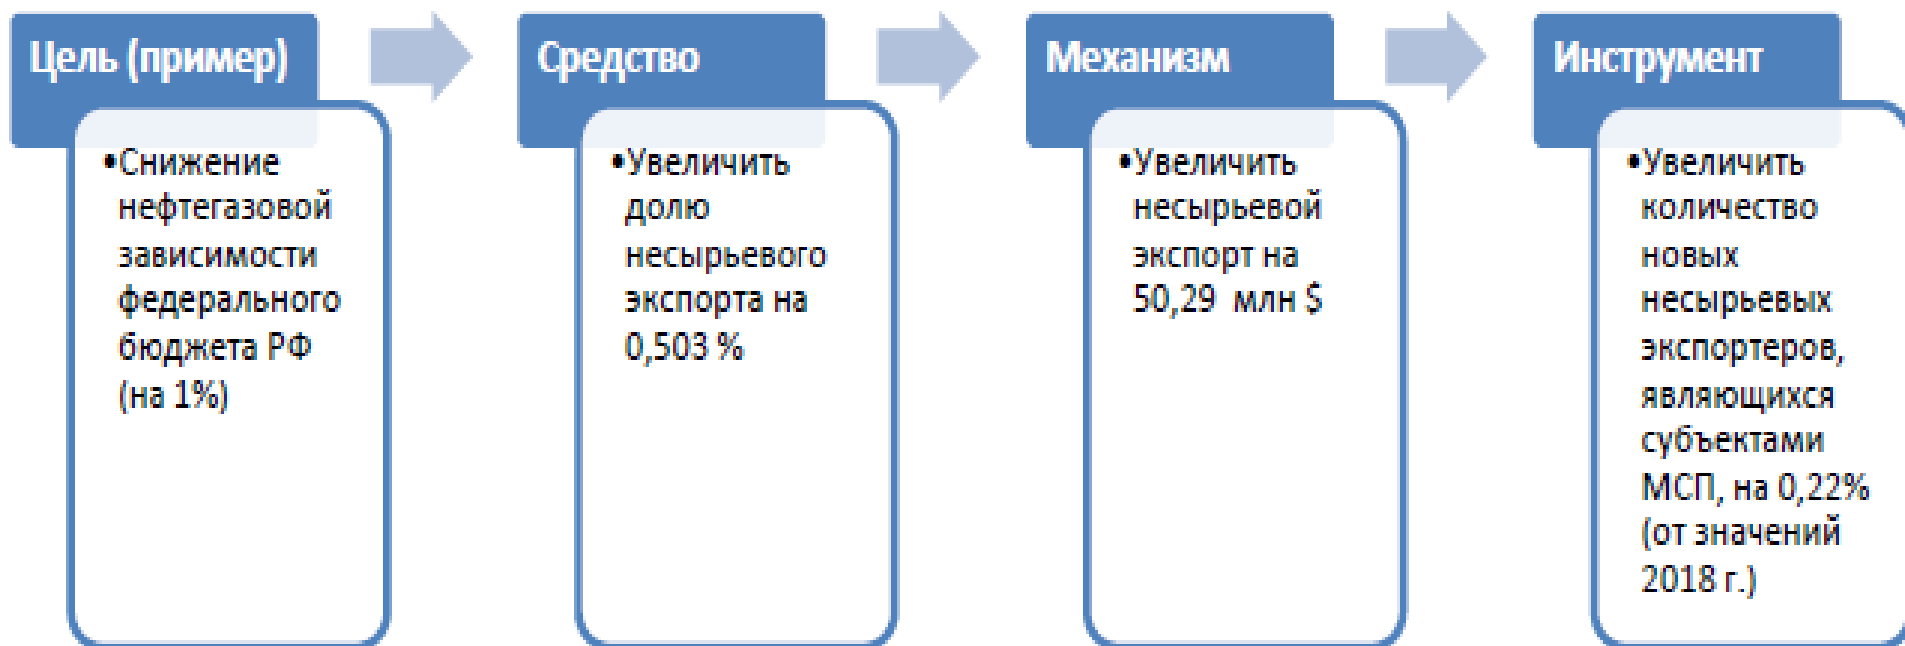 Цель (пример)
•Снижение
нефтегазовой
зависимости
федерального
бюджета РФ
(на 1%)
Средство
•Увеличить
долю
несырьевого
экспорта на
0,503 %
Механизм
•Увеличить
несырьевой
экспорт на
50,29 млн $
Инструмент
•Увеличить
количество
новых
несырьевых
экспортеров,
являющихся
субъектами
МСП, на 0,22%
(от значений
2018 г.)